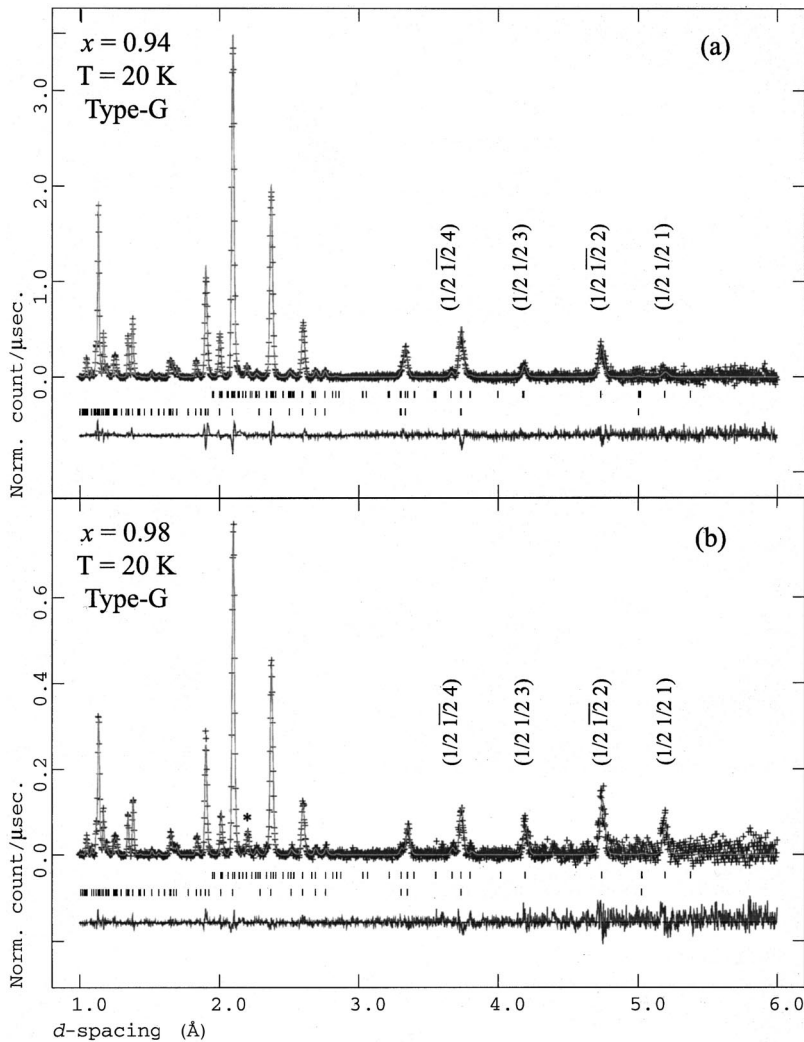 x = 0.94
T = 20 K
Type-G
(a)
(1/2 1/2 4)
(1/2 1/2 3)
(1/2 1/2 2)
(1/2 1/2 1)
Norm. count/μsec.
3.0
2.0
1.0
0.0
x = 0.98
T = 20 K
Type-G
(b)
(1/2 1/2 4)
(1/2 1/2 3)
(1/2 1/2 2)
(1/2 1/2 1)
*
Norm. count/μsec.
0.6
0.4
0.2
0.0
1.0 2.0 3.0 4.0 5.0 6.0
d-spacing (Å)